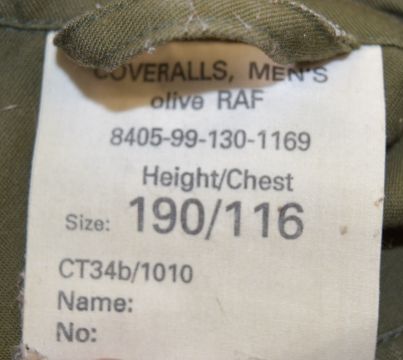 COVERALLS, MEN'S
olive RAF
8405-99-130-1169
Height/Chest
Size: 190/116
CT34b/1010
Name:
No: